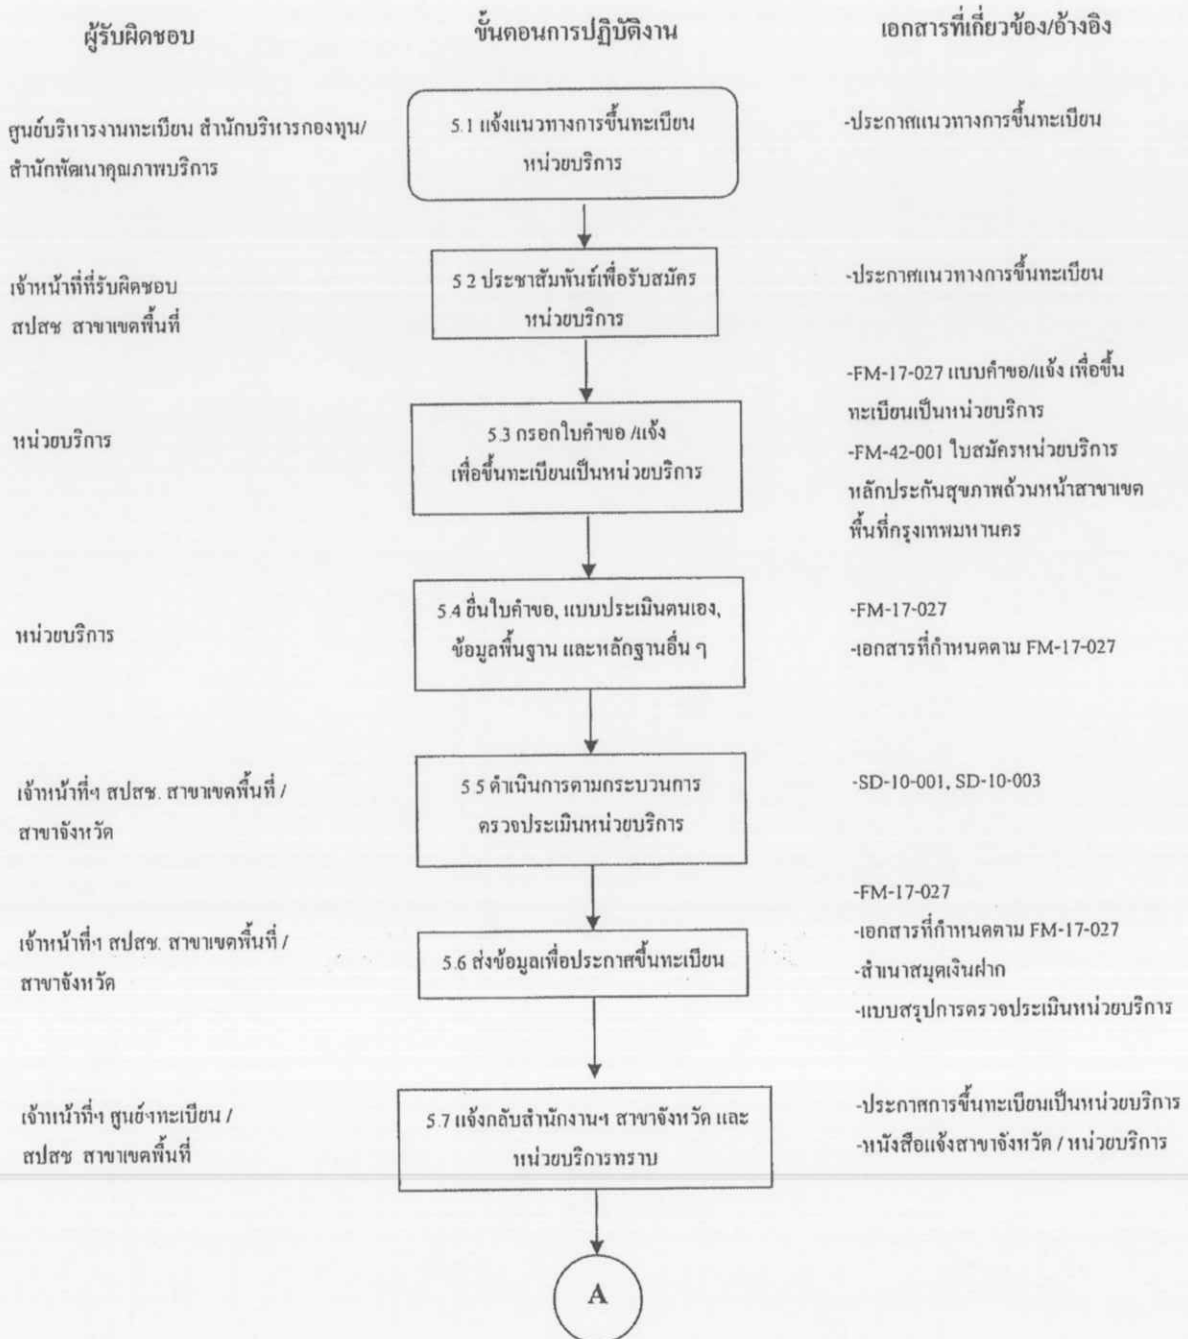 ผู้รับผิดชอบ
ขั้นตอนการปฏิบัติงาน
เอกสารที่เกี่ยวข้อง/อ้างอิง
ศูนย์บริหารงานทะเบียน สำนักบริหารกองทุน/
สำนักพัฒนาคุณภาพบริการ
5.1 แจ้งแนวทางการขึ้นทะเบียน
หน่วยบริการ
-ประกาศแนวทางการขึ้นทะเบียน
เจ้าหน้าที่ที่รับผิดชอบ
สปสช สาขาเขตพื้นที่
5.2 ประชาสัมพันธ์เพื่อรับสมัคร
หน่วยบริการ
-ประกาศแนวทางการขึ้นทะเบียน
หน่วยบริการ
5.3 กรอกใบคำขอ /แจ้ง
เพื่อขึ้นทะเบียนเป็นหน่วยบริการ
-FM-17-027 แบบคำขอ/แจ้ง เพื่อขึ้น
ทะเบียนเป็นหน่วยบริการ
-FM-42-001 ใบสมัครหน่วยบริการ
หลักประกันสุขภาพถ้วนหน้าสาขาเขต
พื้นที่กรุงเทพมหานคร
หน่วยบริการ
5.4 ยื่นใบคำขอ, แบบประเมินตนเอง,
ข้อมูลพื้นฐาน และหลักฐานอื่น ๆ
-FM-17-027
-เอกสารที่กำหนดตาม FM-17-027
เจ้าหน้าที่ฯ สปสช. สาขาเขตพื้นที่ /
สาขาจังหวัด
5.5 ดำเนินการตามกระบวนการ
ตรวจประเมินหน่วยบริการ
-SD-10-001, SD-10-003
เจ้าหน้าที่ฯ สปสช. สาขาเขตพื้นที่ /
สาขาจังหวัด
5.6 ส่งข้อมูลเพื่อประกาศขึ้นทะเบียน
-FM-17-027
-เอกสารที่กำหนดตาม FM-17-027
-สำเนาสมุดเงินฝาก
-แบบสรุปการตรวจประเมินหน่วยบริการ
เจ้าหน้าที่ฯ ศูนย์ฯทะเบียน /
สปสช สาขาเขตพื้นที่
5.7 แจ้งกลับสำนักงานฯ สาขาจังหวัด และ
หน่วยบริการทราบ
-ประกาศการขึ้นทะเบียนเป็นหน่วยบริการ
-หนังสือแจ้งสาขาจังหวัด / หน่วยบริการ
A